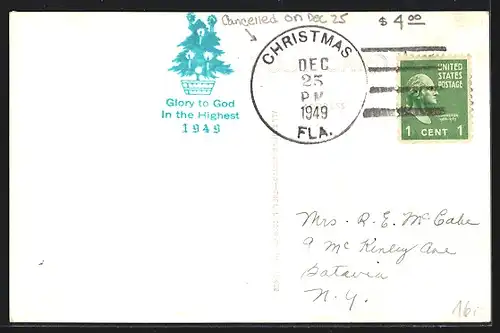 Cancelled on Dec 25
$ 4.00
Glory to God
In the Highest
1949
CHRISTMAS
DEC
25
PM
1949
FLA.
UNITED
STATES
POSTAGE
1 CENT 1
Mrs. R. E. McCabe
9 McKinley Ave
Batavia
N.Y.
16.-